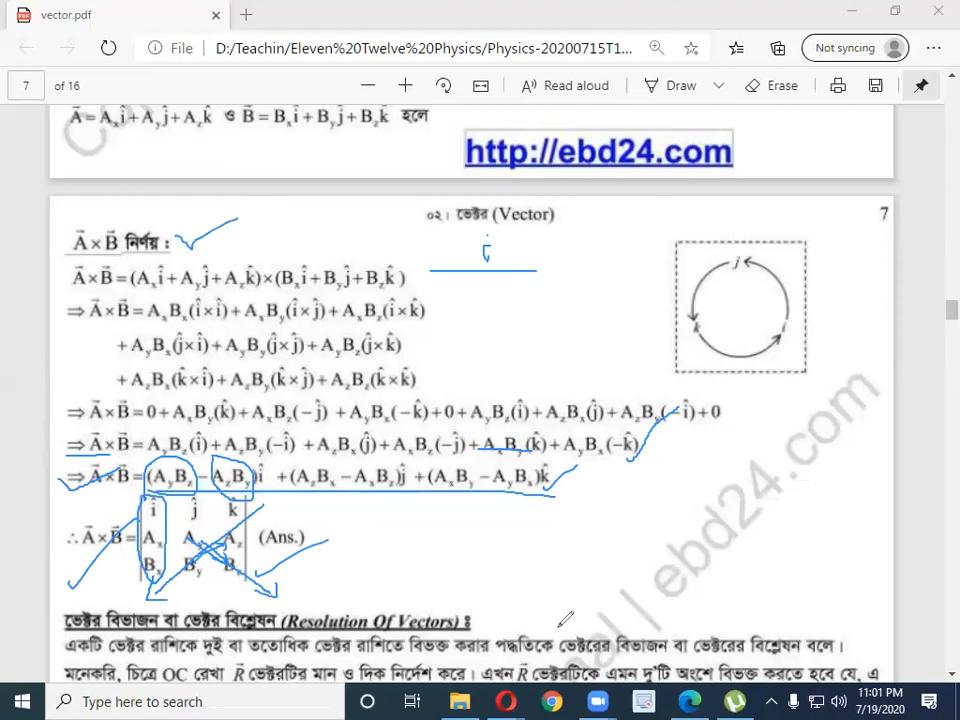 vector.pdf
File D:/Teachin/Eleven%20Twelve%20Physics/Physics-20200715T1... Not syncing
7 of 16 Read aloud Draw Erase
A⃗ = Aₓî + A_yĵ + A_zk̂ ও B⃗ = Bₓî + B_yĵ + B_zk̂ হলে
http://ebd24.com
০২। ভেক্টর (Vector) 7
A⃗ × B⃗ নির্ণয় :
i
A⃗ × B⃗ = (Aₓî + A_yĵ + A_zk̂) × (Bₓî + B_yĵ + B_zk̂)
⇒ A⃗ × B⃗ = AₓBₓ(î × î) + AₓB_y(î × ĵ) + AₓB_z(î × k̂)
+ A_yBₓ(ĵ × î) + A_yB_y(ĵ × ĵ) + A_yB_z(ĵ × k̂)
+ A_zBₓ(k̂ × î) + A_zB_y(k̂ × ĵ) + A_zB_z(k̂ × k̂)
⇒ A⃗ × B⃗ = 0 + AₓB_y(k̂) + AₓB_z(−ĵ) + A_yBₓ(−k̂) + 0 + A_yB_z(î) + A_zBₓ(ĵ) + A_zB_y(−î) + 0
⇒ A⃗ × B⃗ = A_yB_z(î) + A_zB_y(−î) + A_zBₓ(ĵ) + AₓB_z(−ĵ) + AₓB_y(k̂) + A_yBₓ(−k̂)
⇒ A⃗ × B⃗ = (A_yB_z − A_zB_y)î + (A_zBₓ − AₓB_z)ĵ + (AₓB_y − A_yBₓ)k̂
î ĵ k̂
∴ A⃗ × B⃗ = Aₓ A_y A_z (Ans.)
Bₓ B_y B_z
j
k i
ebd24.com
ভেক্টর বিভাজন বা ভেক্টর বিশ্লেষন (Resolution Of Vectors) :
একটি ভেক্টর রাশিকে দুই বা ততোধিক ভেক্টর রাশিতে বিভক্ত করার পদ্ধতিকে ভেক্টরের বিভাজন বা ভেক্টরের বিশ্লেষন বলে।
মনেকরি, চিত্রে OC রেখা R⃗ ভেক্টরটির মান ও দিক নির্দেশ করে। এখন R⃗ ভেক্টরটিকে এমন দু'টি অংশে বিভক্ত করতে হবে যে, এ
Type here to search
11:01 PM
7/19/2020